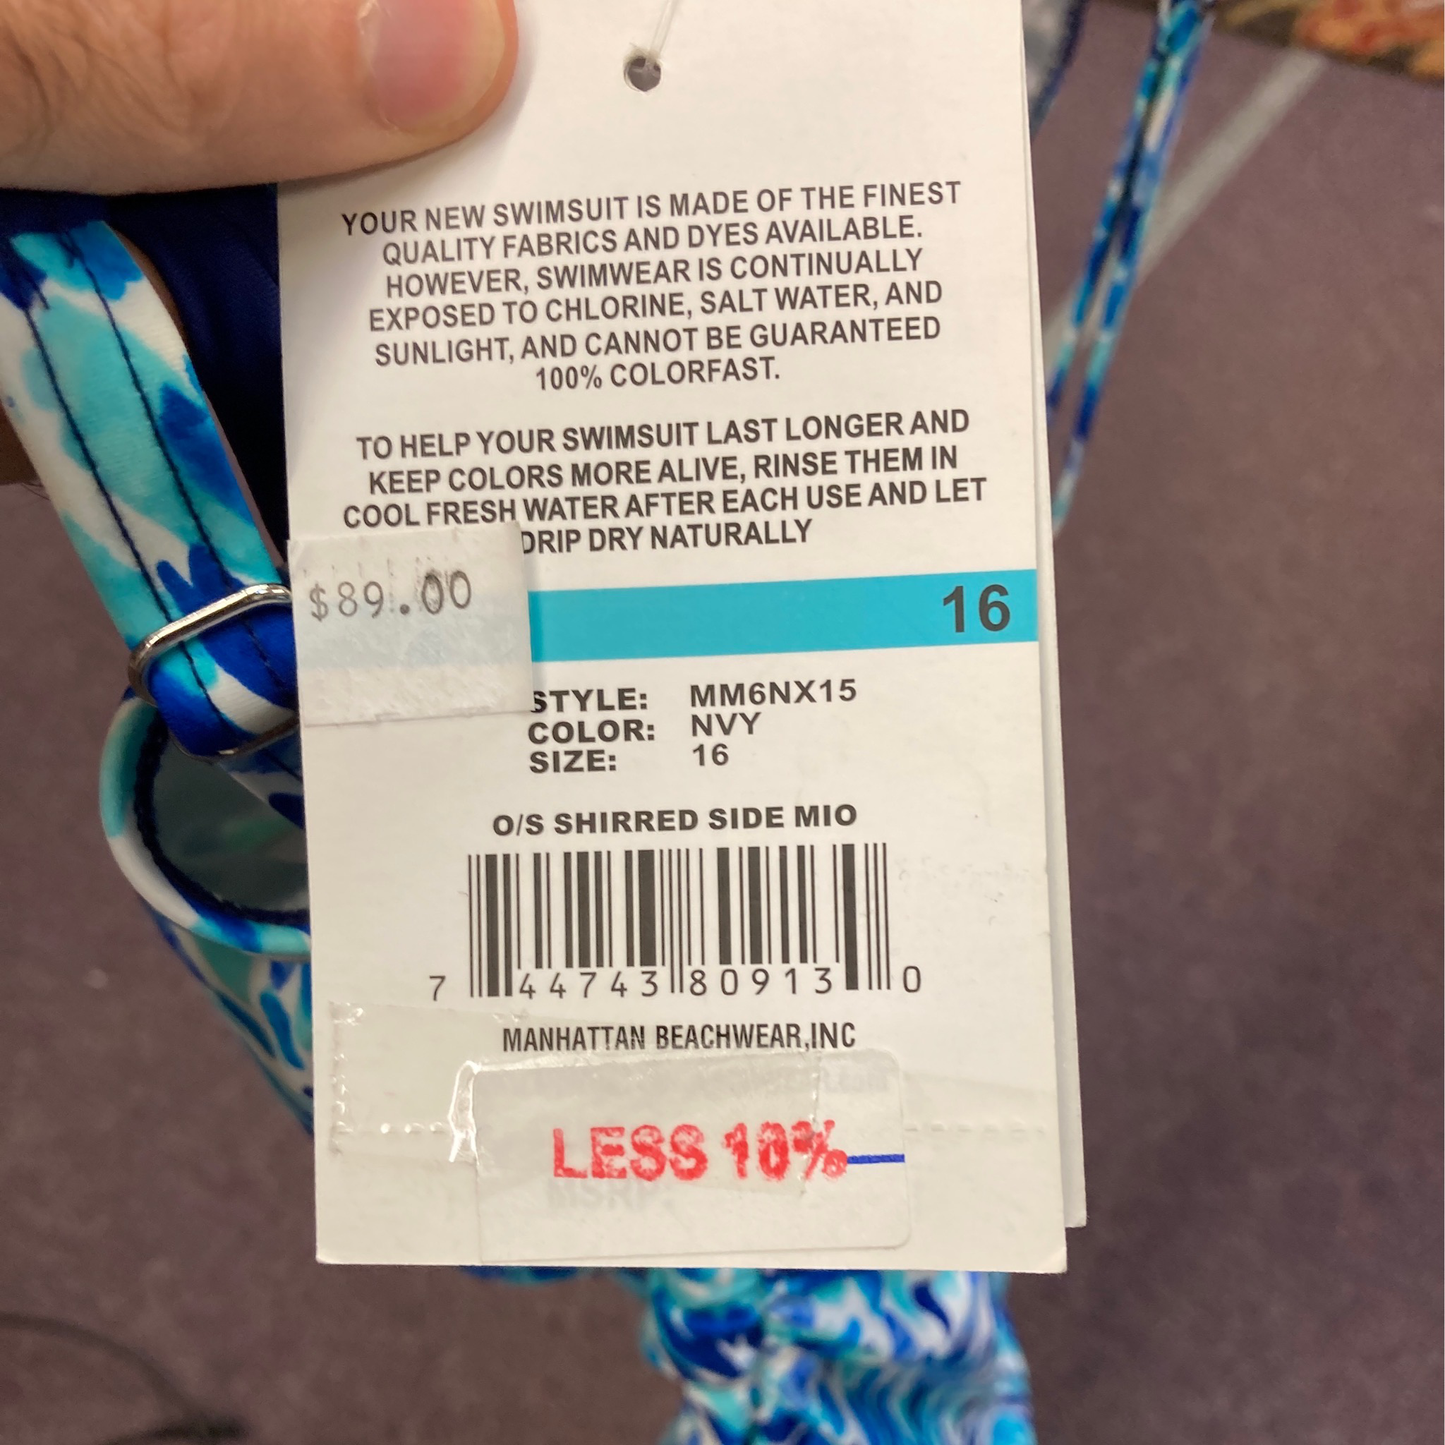 YOUR NEW SWIMSUIT IS MADE OF THE FINEST
QUALITY FABRICS AND DYES AVAILABLE.
HOWEVER, SWIMWEAR IS CONTINUALLY
EXPOSED TO CHLORINE, SALT WATER, AND
SUNLIGHT, AND CANNOT BE GUARANTEED
100% COLORFAST.
TO HELP YOUR SWIMSUIT LAST LONGER AND
KEEP COLORS MORE ALIVE, RINSE THEM IN
COOL FRESH WATER AFTER EACH USE AND LET
DRIP DRY NATURALLY
$89.00
16
STYLE: MM6NX15
COLOR: NVY
SIZE: 16
O/S SHIRRED SIDE MIO
7 44743 80913 0
MANHATTAN BEACHWEAR,INC
LESS 10%
MSRP: